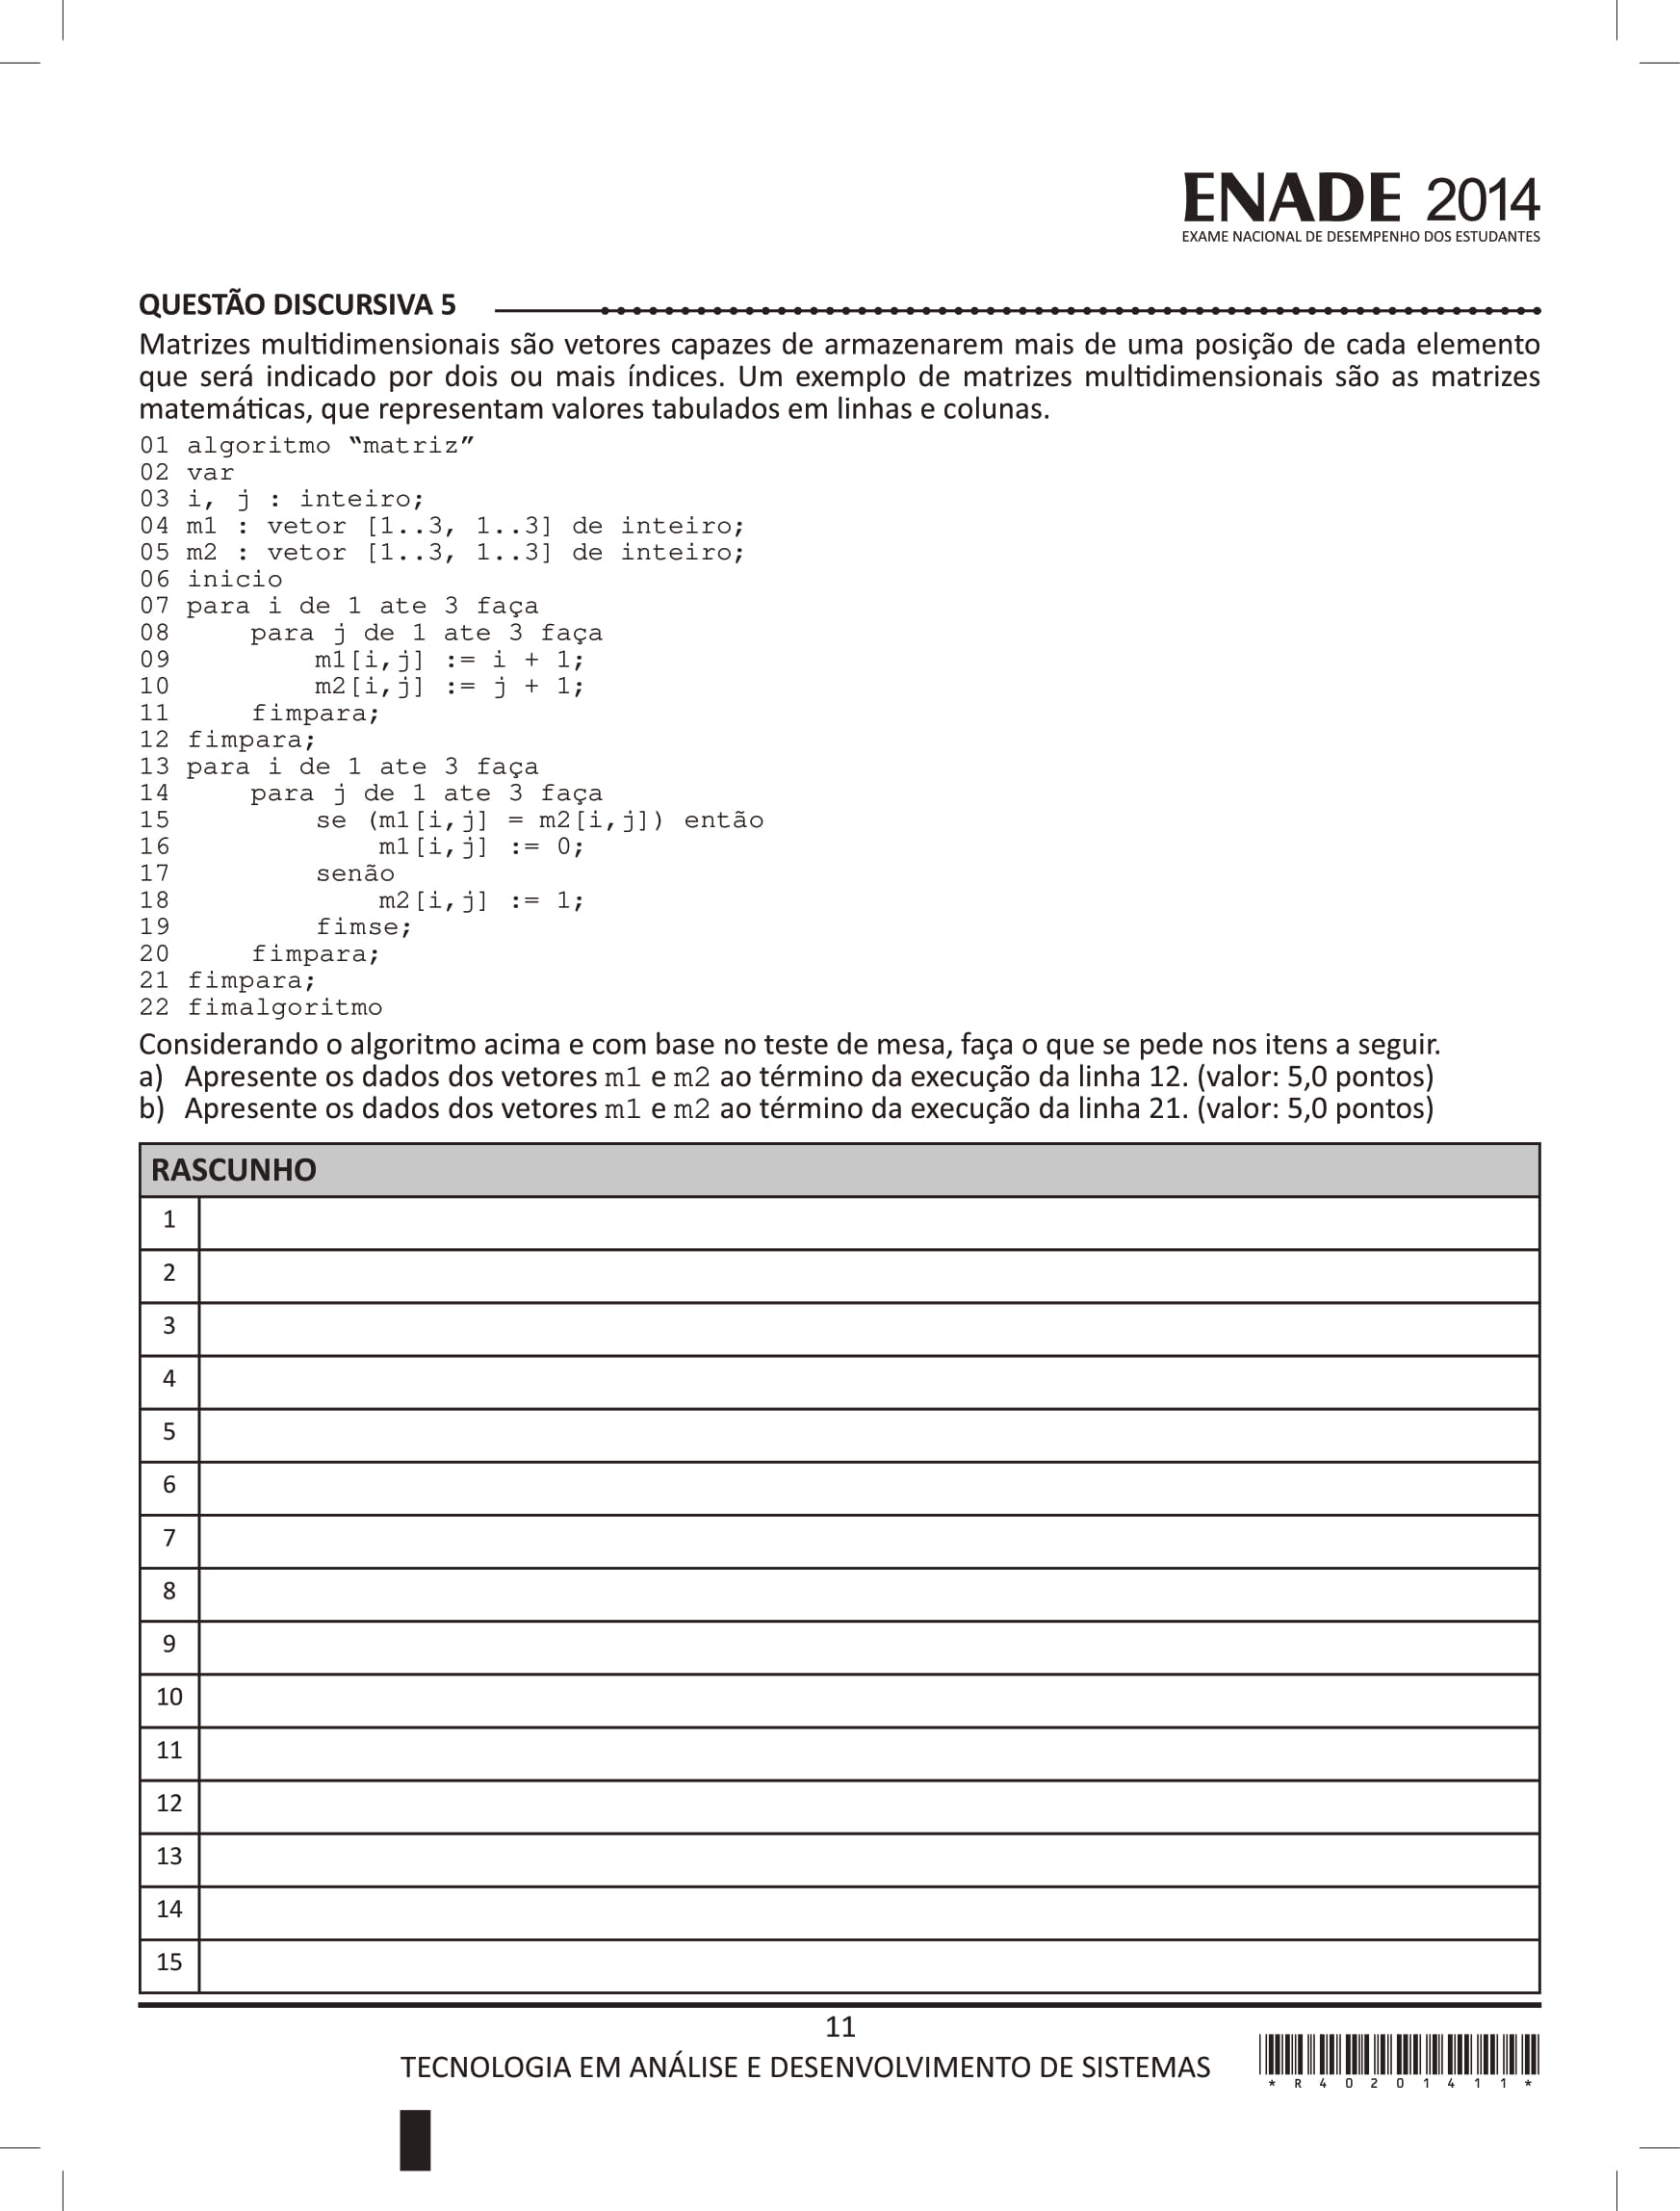 ENADE 2014
EXAME NACIONAL DE DESEMPENHO DOS ESTUDANTES
QUESTÃO DISCURSIVA 5
Matrizes multidimensionais são vetores capazes de armazenarem mais de uma posição de cada elemento
que será indicado por dois ou mais índices. Um exemplo de matrizes multidimensionais são as matrizes
matemáticas, que representam valores tabulados em linhas e colunas.
01 algoritmo “matriz”
02 var
03 i, j : inteiro;
04 m1 : vetor [1..3, 1..3] de inteiro;
05 m2 : vetor [1..3, 1..3] de inteiro;
06 inicio
07 para i de 1 ate 3 faça
08     para j de 1 ate 3 faça
09         m1[i,j] := i + 1;
10         m2[i,j] := j + 1;
11     fimpara;
12 fimpara;
13 para i de 1 ate 3 faça
14     para j de 1 ate 3 faça
15         se (m1[i,j] = m2[i,j]) então
16             m1[i,j] := 0;
17         senão
18             m2[i,j] := 1;
19         fimse;
20     fimpara;
21 fimpara;
22 fimalgoritmo
Considerando o algoritmo acima e com base no teste de mesa, faça o que se pede nos itens a seguir.
a) Apresente os dados dos vetores m1 e m2 ao término da execução da linha 12. (valor: 5,0 pontos)
b) Apresente os dados dos vetores m1 e m2 ao término da execução da linha 21. (valor: 5,0 pontos)
RASCUNHO
1
2
3
4
5
6
7
8
9
10
11
12
13
14
15
11
TECNOLOGIA EM ANÁLISE E DESENVOLVIMENTO DE SISTEMAS
* R 4 0 2 0 1 4 1 1 *